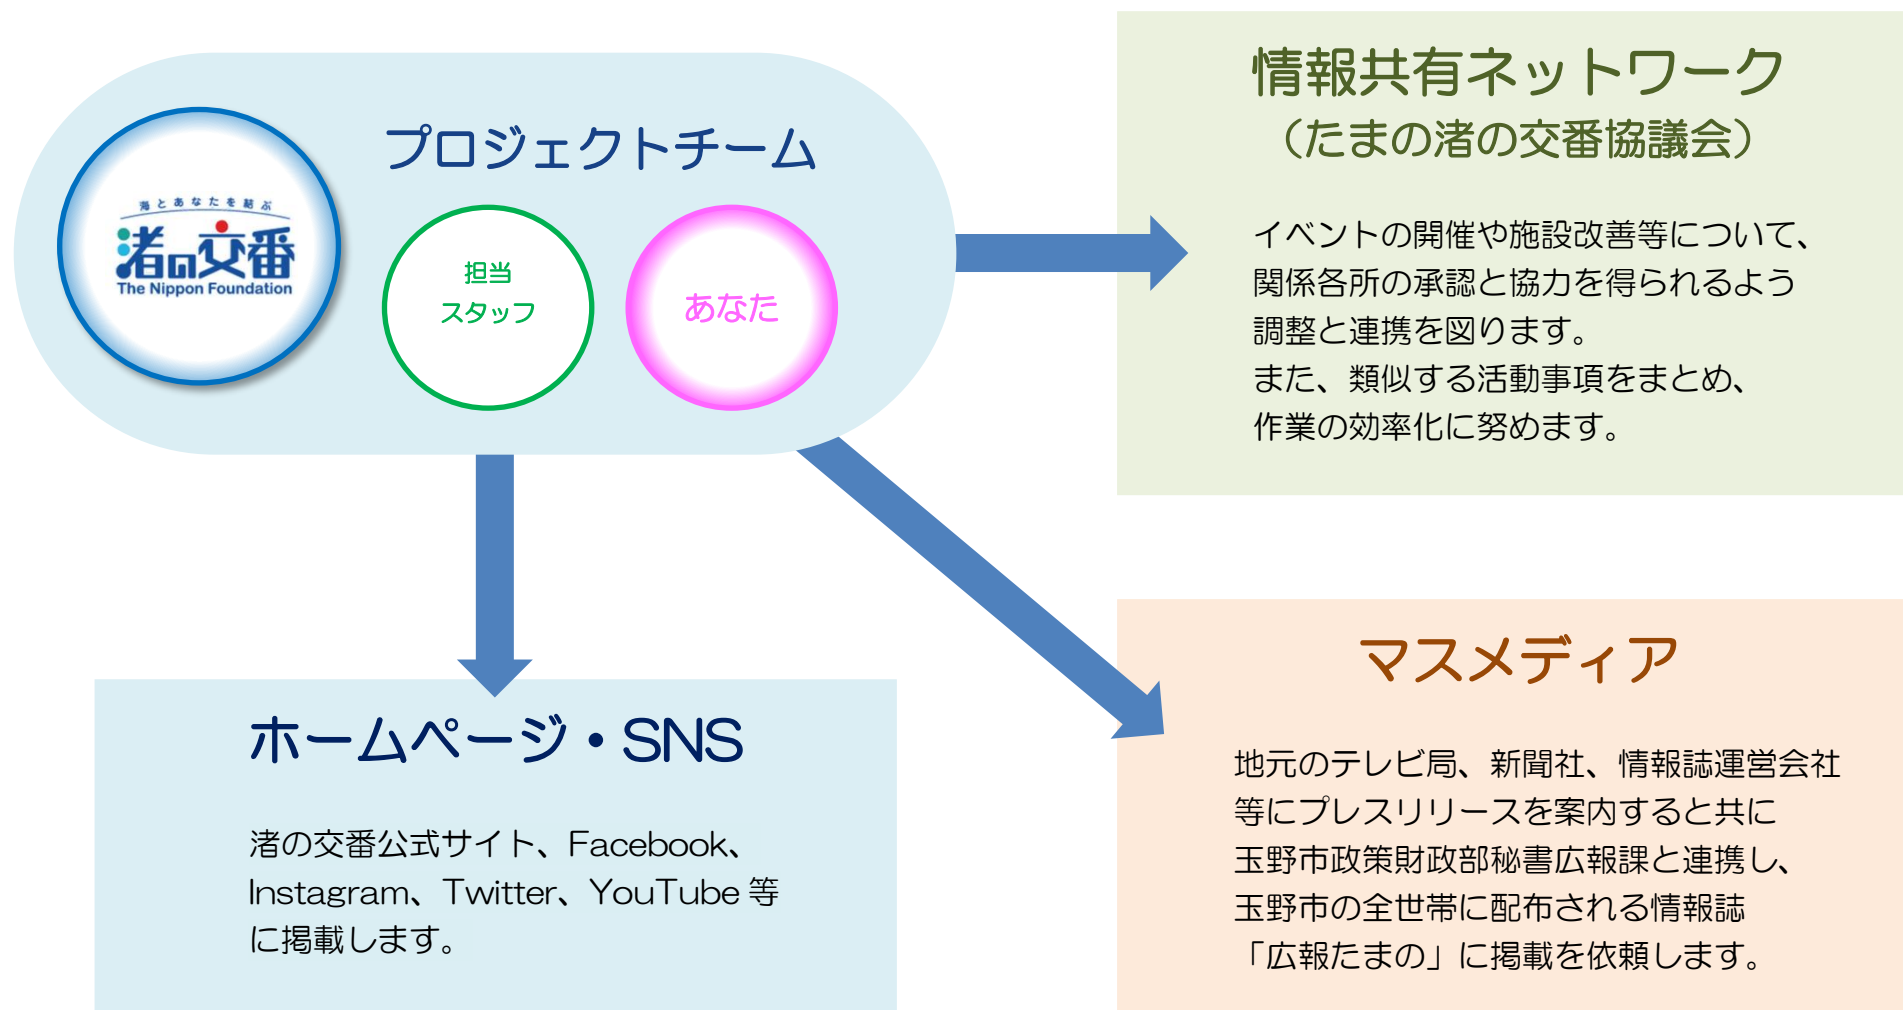 プロジェクトチーム
海とあなたを結ぶ
渚の交番
The Nippon Foundation
担当
スタッフ
あなた
情報共有ネットワーク
（たまの渚の交番協議会）
イベントの開催や施設改善等について、
関係各所の承認と協力を得られるよう
調整と連携を図ります。
また、類似する活動事項をまとめ、
作業の効率化に努めます。
ホームページ・SNS
渚の交番公式サイト、Facebook、
Instagram、Twitter、YouTube 等
に掲載します。
マスメディア
地元のテレビ局、新聞社、情報誌運営会社
等にプレスリリースを案内すると共に
玉野市政策財政部秘書広報課と連携し、
玉野市の全世帯に配布される情報誌
「広報たまの」に掲載を依頼します。